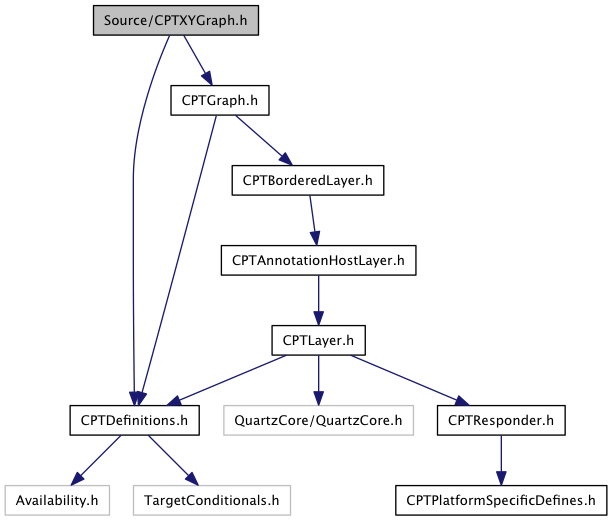 Source/CPTXYGraph.h
CPTGraph.h
CPTBorderedLayer.h
CPTAnnotationHostLayer.h
CPTLayer.h
CPTDefinitions.h
QuartzCore/QuartzCore.h
CPTResponder.h
Availability.h
TargetConditionals.h
CPTPlatformSpecificDefines.h